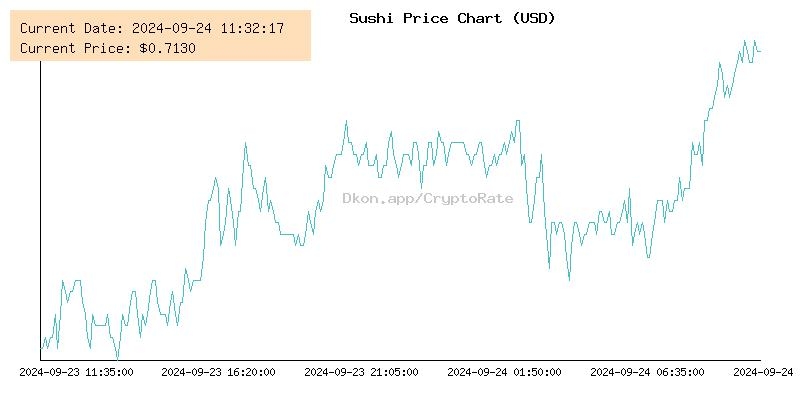 Sushi Price Chart (USD)
Current Date: 2024-09-24 11:32:17
Current Price: $0.7130
Dkon.app/CryptoRate
2024-09-23 11:35:00 2024-09-23 16:20:00 2024-09-23 21:05:00 2024-09-24 01:50:00 2024-09-24 06:35:00 2024-09-24